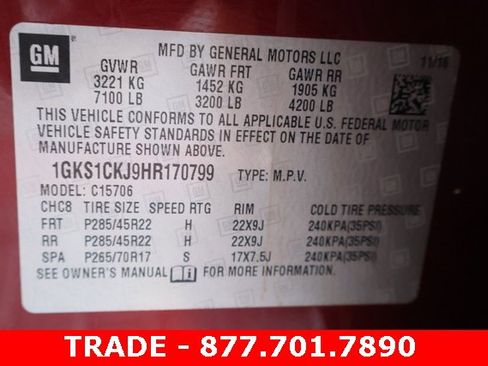 GM
MFD BY GENERAL MOTORS LLC
11/16
GVWR GAWR FRT GAWR RR
3221 KG 1452 KG 1905 KG
7100 LB 3200 LB 4200 LB
THIS VEHICLE CONFORMS TO ALL APPLICABLE U.S. FEDERAL MOTOR
VEHICLE SAFETY STANDARDS IN EFFECT ON THE DATE OF
MANUFACTURE SHOWN ABOVE.
1GKS1CKJ9HR170799 TYPE: M.P.V.
MODEL: C15706
CHC8 TIRE SIZE SPEED RTG RIM COLD TIRE PRESSURE
FRT P285/45R22 H 22X9J 240KPA(35PSI)
RR P285/45R22 H 22X9J 240KPA(35PSI)
SPA P265/70R17 S 17X7.5J 240KPA(35PSI)
SEE OWNER'S MANUAL FOR MORE INFORMATION.
TRADE - 877.701.7890